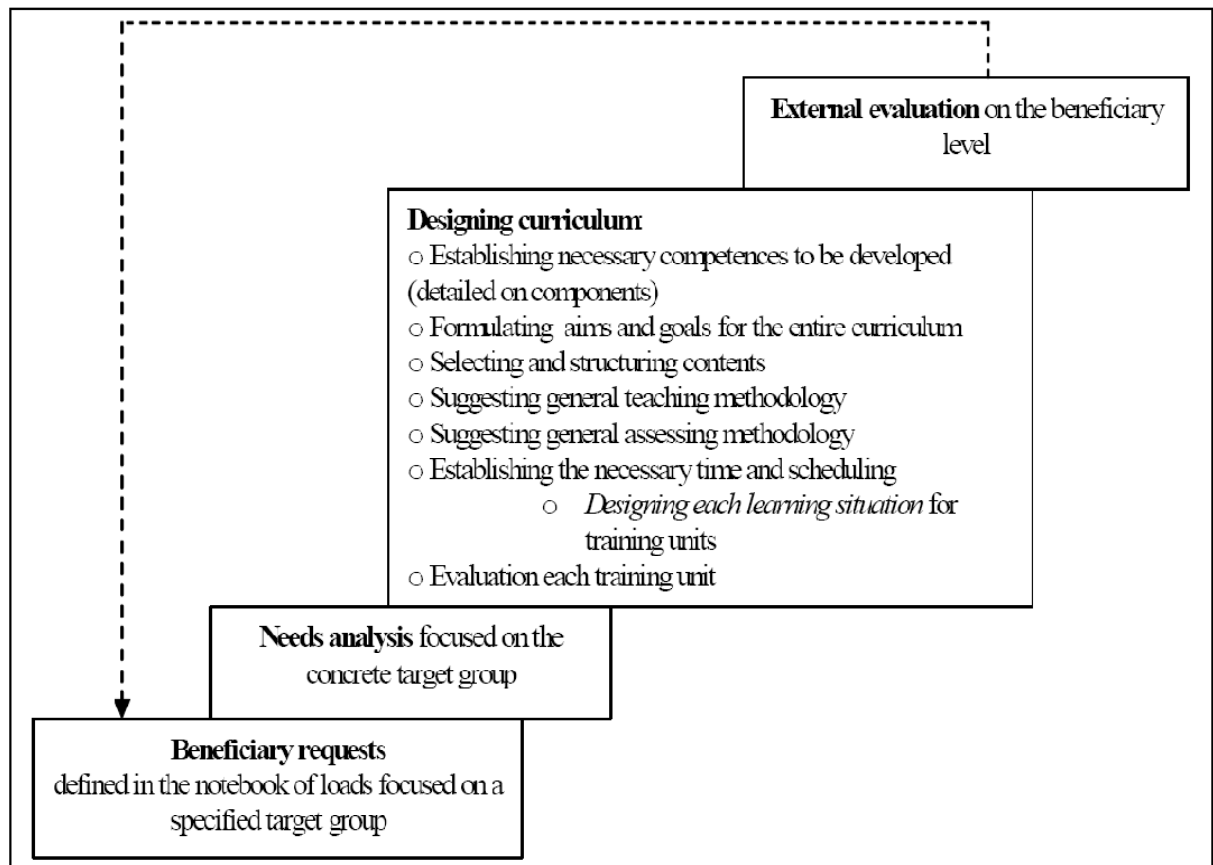 External evaluation on the beneficiary
level
Designing curriculum:
o Establishing necessary competences to be developed
(detailed on components)
o Formulating aims and goals for the entire curriculum
o Selecting and structuring contents
o Suggesting general teaching methodology
o Suggesting general assessing methodology
o Establishing the necessary time and scheduling
o Designing each learning situation for
training units
o Evaluation each training unit
Needs analysis focused on the
concrete target group
Beneficiary requests
defined in the notebook of loads focused on a
specified target group